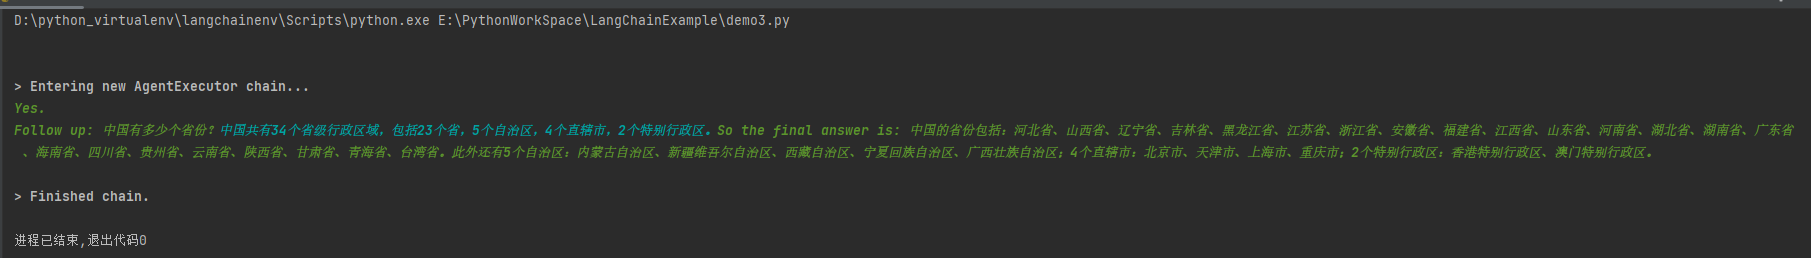 D:\python_virtualenv\langchainenv\Scripts\python.exe E:\PythonWorkSpace\LangChainExample\demo3.py
> Entering new AgentExecutor chain...
Yes.
Follow up: 中国有多少个省份?中国共有34个省级行政区域，包括23个省，5个自治区，4个直辖市，2个特别行政区。So the final answer is: 中国的省份包括：河北省、山西省、辽宁省、吉林省、黑龙江省、江苏省、浙江省、安徽省、福建省、江西省、山东省、河南省、湖北省、湖南省、广东省
、海南省、四川省、贵州省、云南省、陕西省、甘肃省、青海省、台湾省。此外还有5个自治区：内蒙古自治区、新疆维吾尔自治区、西藏自治区、宁夏回族自治区、广西壮族自治区；4个直辖市：北京市、天津市、上海市、重庆市；2个特别行政区：香港特别行政区、澳门特别行政区。
> Finished chain.
进程已结束,退出代码0